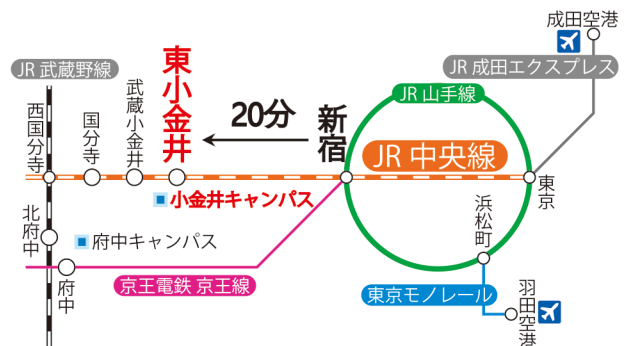 成田空港
JR 武蔵野線
JR 成田エクスプレス
東小金井
武蔵小金井
国分寺
西国分寺
20分
新宿
JR 山手線
JR 中央線
東京
小金井キャンパス
浜松町
北府中
府中キャンパス
府中
京王電鉄 京王線
東京モノレール
羽田空港